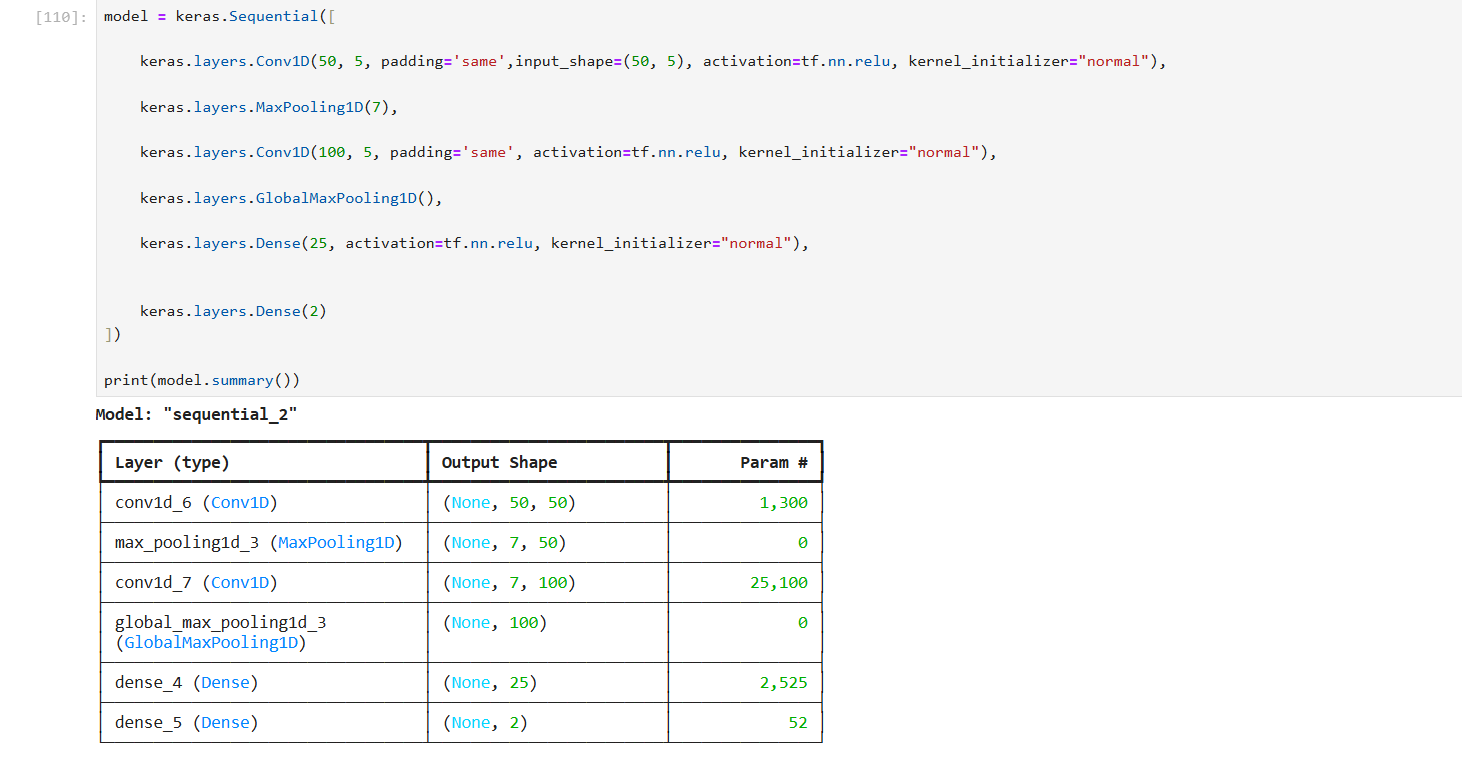 [110]: model = keras.Sequential([
keras.layers.Conv1D(50, 5, padding='same',input_shape=(50, 5), activation=tf.nn.relu, kernel_initializer="normal"),
keras.layers.MaxPooling1D(7),
keras.layers.Conv1D(100, 5, padding='same', activation=tf.nn.relu, kernel_initializer="normal"),
keras.layers.GlobalMaxPooling1D(),
keras.layers.Dense(25, activation=tf.nn.relu, kernel_initializer="normal"),
keras.layers.Dense(2)
])
print(model.summary())
Model: "sequential_2"
Layer (type) Output Shape Param #
conv1d_6 (Conv1D) (None, 50, 50) 1,300
max_pooling1d_3 (MaxPooling1D) (None, 7, 50) 0
conv1d_7 (Conv1D) (None, 7, 100) 25,100
global_max_pooling1d_3 (None, 100) 0
(GlobalMaxPooling1D)
dense_4 (Dense) (None, 25) 2,525
dense_5 (Dense) (None, 2) 52